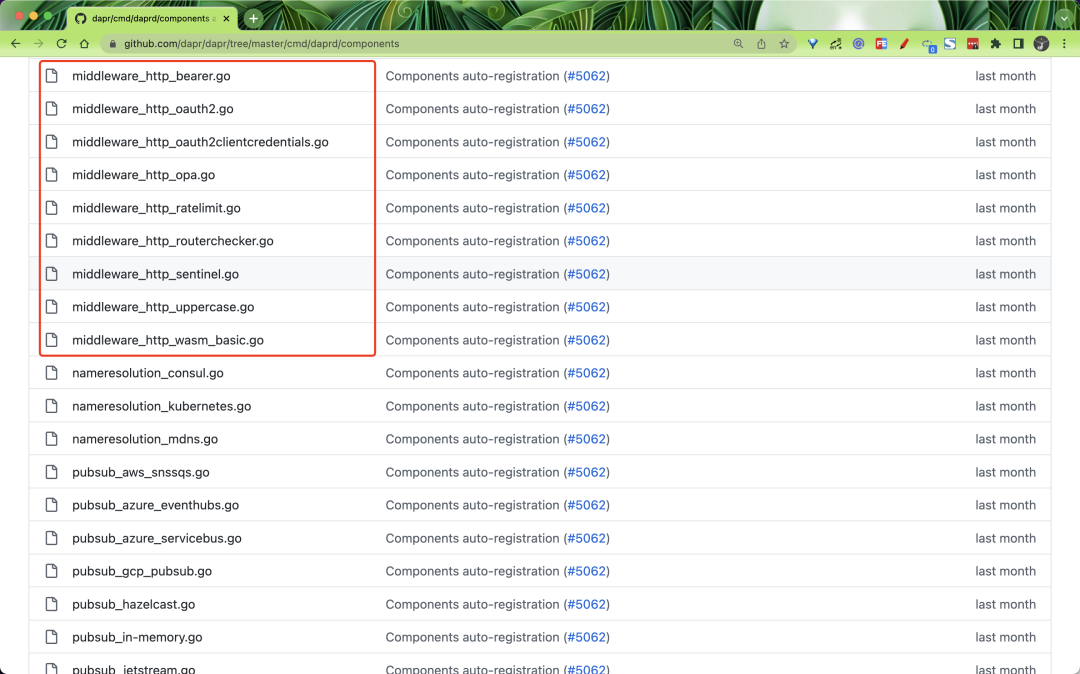 dapr/cmd/daprd/components a
github.com/dapr/dapr/tree/master/cmd/daprd/components
middleware_http_bearer.go Components auto-registration (#5062) last month
middleware_http_oauth2.go Components auto-registration (#5062) last month
middleware_http_oauth2clientcredentials.go Components auto-registration (#5062) last month
middleware_http_opa.go Components auto-registration (#5062) last month
middleware_http_ratelimit.go Components auto-registration (#5062) last month
middleware_http_routerchecker.go Components auto-registration (#5062) last month
middleware_http_sentinel.go Components auto-registration (#5062) last month
middleware_http_uppercase.go Components auto-registration (#5062) last month
middleware_http_wasm_basic.go Components auto-registration (#5062) last month
nameresolution_consul.go Components auto-registration (#5062) last month
nameresolution_kubernetes.go Components auto-registration (#5062) last month
nameresolution_mdns.go Components auto-registration (#5062) last month
pubsub_aws_snssqs.go Components auto-registration (#5062) last month
pubsub_azure_eventhubs.go Components auto-registration (#5062) last month
pubsub_azure_servicebus.go Components auto-registration (#5062) last month
pubsub_gcp_pubsub.go Components auto-registration (#5062) last month
pubsub_hazelcast.go Components auto-registration (#5062) last month
pubsub_in-memory.go Components auto-registration (#5062) last month
pubsub_jetstream.go Components auto-registration (#5062) last month